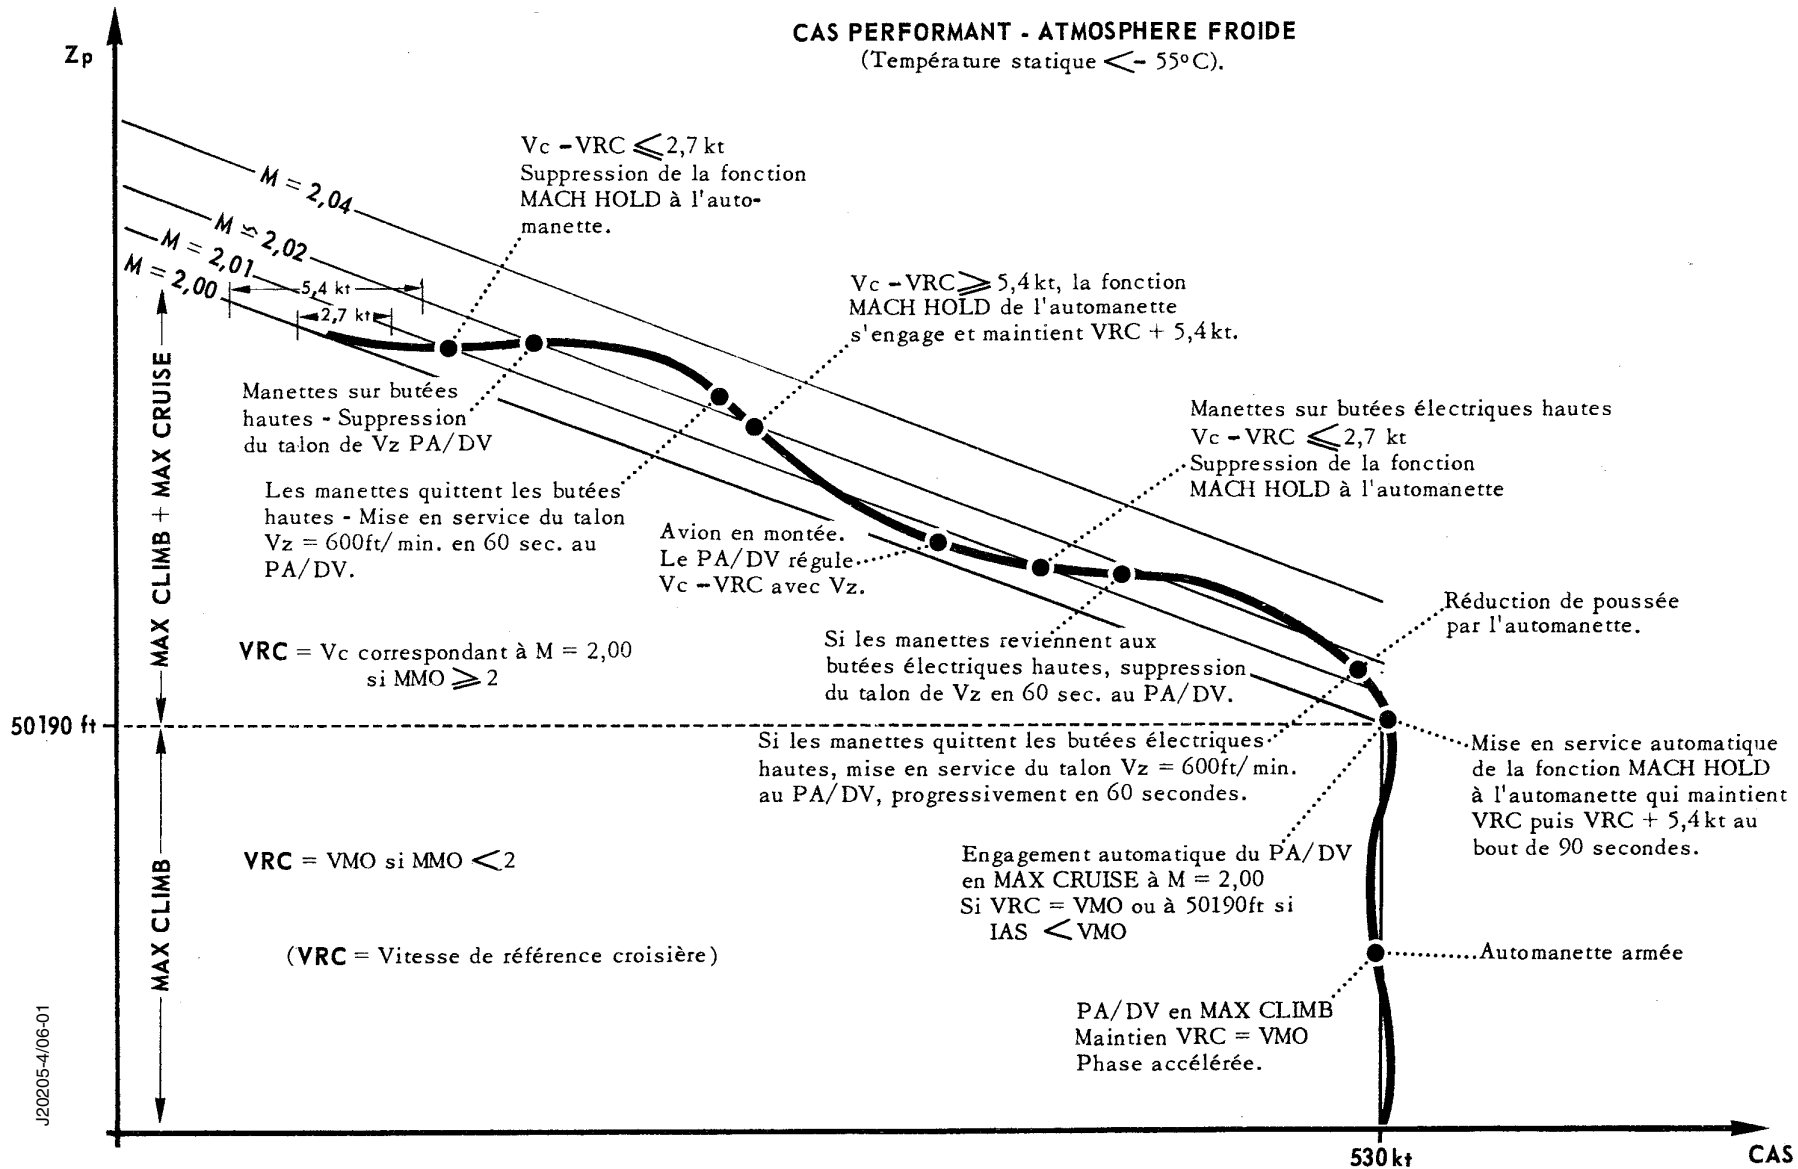 CAS PERFORMANT - ATMOSPHERE FROIDE
(Température statique <- 55°C).
Zp
M = 2,04
M ≃ 2,02
M = 2,01
M = 2,00
5,4 kt
2,7 kt
Vc - VRC ⩽ 2,7 kt
Suppression de la fonction
MACH HOLD à l'auto-
manette.
Vc - VRC ⩾ 5,4 kt, la fonction
MACH HOLD de l'automanette
s'engage et maintient VRC + 5,4 kt.
Manettes sur butées
hautes - Suppression
du talon de Vz PA/DV
Manettes sur butées électriques hautes
Vc - VRC ⩽ 2,7 kt
Suppression de la fonction
MACH HOLD à l'automanette
Les manettes quittent les butées
hautes - Mise en service du talon
Vz = 600ft/min. en 60 sec. au
PA/DV.
Avion en montée.
Le PA/DV régule
Vc - VRC avec Vz.
Réduction de poussée
par l'automanette.
Si les manettes reviennent aux
butées électriques hautes, suppression
du talon de Vz en 60 sec. au PA/DV.
MAX CLIMB + MAX CRUISE
VRC = Vc correspondant à M = 2,00
si MMO ⩾ 2
50190 ft
Si les manettes quittent les butées électriques
hautes, mise en service du talon Vz = 600ft/min.
au PA/DV, progressivement en 60 secondes.
Mise en service automatique
de la fonction MACH HOLD
à l'automanette qui maintient
VRC puis VRC + 5,4 kt au
bout de 90 secondes.
MAX CLIMB
VRC = VMO si MMO < 2
Engagement automatique du PA/DV
en MAX CRUISE à M = 2,00
Si VRC = VMO ou à 50190ft si
IAS < VMO
(VRC = Vitesse de référence croisière)
Automanette armée
PA/DV en MAX CLIMB
Maintien VRC = VMO
Phase accélérée.
J20205-4/06-01
530 kt
CAS